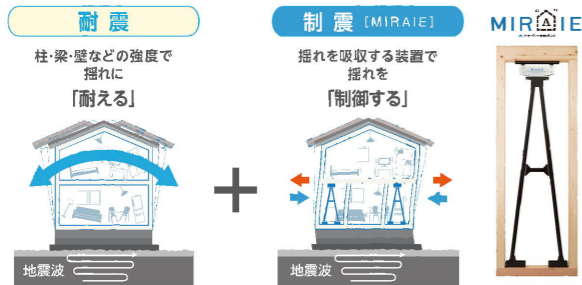 耐震
柱・梁・壁などの強度で
揺れに
「耐える」
地震波
制震 [MIRAIE]
揺れを吸収する装置で
揺れを
「制御する」
地震波
MIRAIE